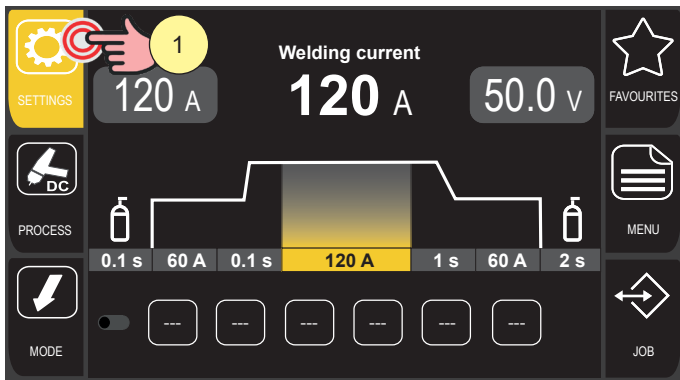 SETTINGS
1
Welding current
120 A
120 A
50.0 V
FAVOURITES
DC
PROCESS
MENU
0.1 s 60 A 0.1 s 120 A 1 s 60 A 2 s
--- --- --- --- --- ---
MODE
JOB